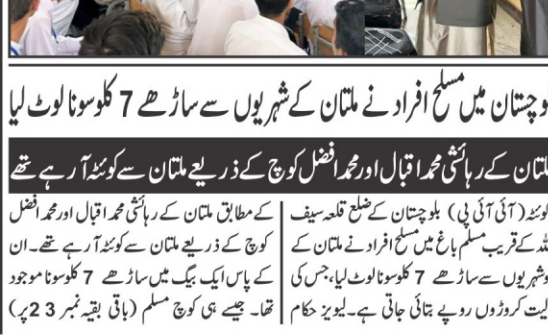 بلوچستان میں مسلح افراد نے ملتان کے شہریوں سے ساڑھے 7 کلو سونا لوٹ لیا
ملتان کے رہائشی محمد اقبال اور محمد افضل کوچ کے ذریعے ملتان سے کوئٹہ آ رہے تھے
کوئٹہ (آئی آئی پی) بلوچستان کے ضلع قلعہ سیف
اللہ کے قریب مسلم باغ میں مسلح افراد نے ملتان کے
دو شہریوں سے ساڑھے 7 کلو سونا لوٹ لیا، جس کی
مالیت کروڑوں روپے بتائی جاتی ہے۔ لیویز حکام
کے مطابق ملتان کے رہائشی محمد اقبال اور محمد افضل
کوچ کے ذریعے ملتان سے کوئٹہ آ رہے تھے۔ ان
کے پاس ایک بیگ میں ساڑھے 7 کلو سونا موجود
تھا۔ جیسے ہی کوچ مسلم (باقی بقیہ نمبر 23 پر)